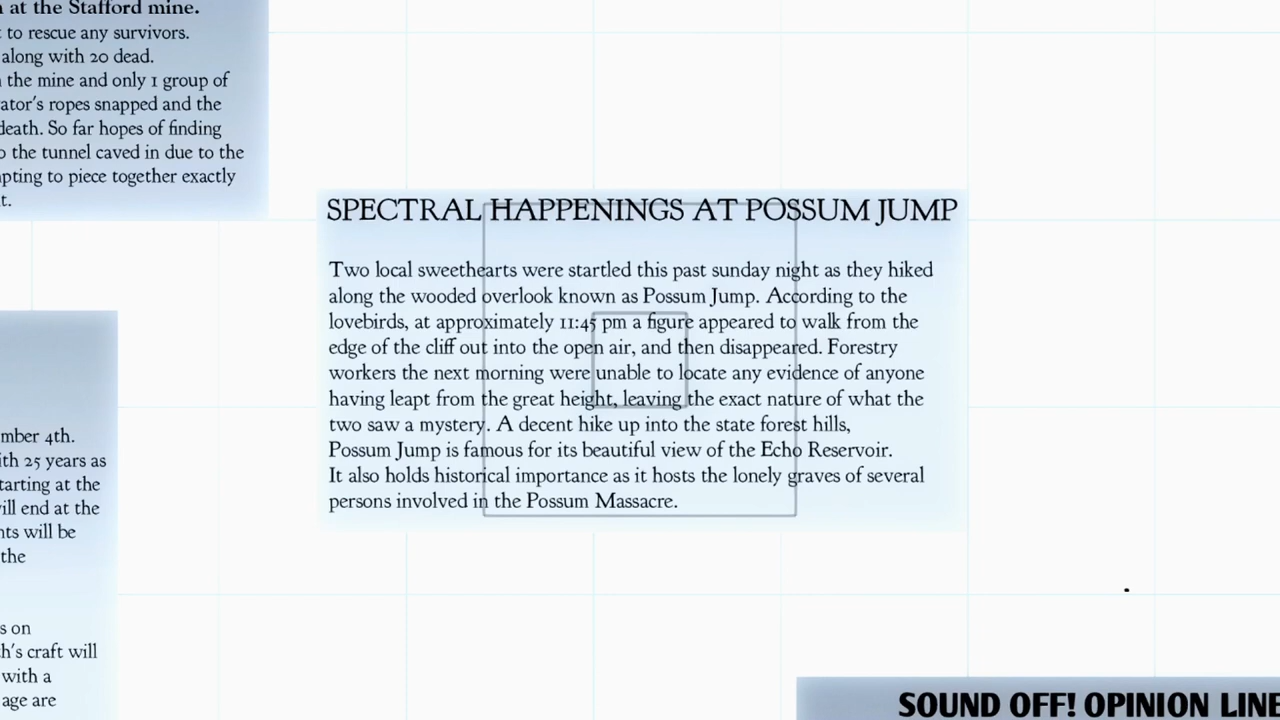 at the Stafford mine.
to rescue any survivors.
along with 20 dead.
the mine and only 1 group of
ropes snapped and the
death. So far hopes of finding
the tunnel caved in due to the
to piece together exactly
SPECTRAL HAPPENINGS AT POSSUM JUMP
Two local sweethearts were startled this past sunday night as they hiked
along the wooded overlook known as Possum Jump. According to the
lovebirds, at approximately 11:45 pm a figure appeared to walk from the
edge of the cliff out into the open air, and then disappeared. Forestry
workers the next morning were unable to locate any evidence of anyone
having leapt from the great height, leaving the exact nature of what the
two saw a mystery. A decent hike up into the state forest hills,
Possum Jump is famous for its beautiful view of the Echo Reservoir.
It also holds historical importance as it hosts the lonely graves of several
persons involved in the Possum Massacre.
4th.
25 years as
at the
will end at the
will be
the
on
craft will
with a
age are
SOUND OFF! OPINION LINE